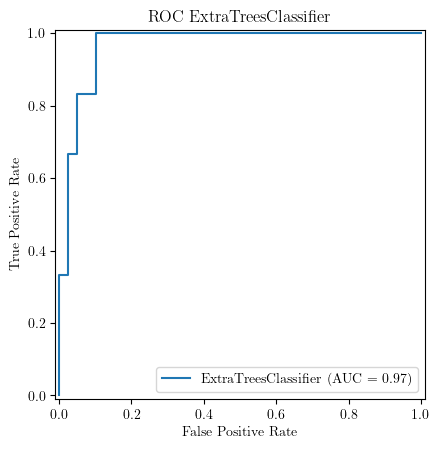 ROC ExtraTreesClassifier
1.0
0.8
0.6
0.4
0.2
0.0
True Positive Rate
ExtraTreesClassifier (AUC = 0.97)
0.0 0.2 0.4 0.6 0.8 1.0
False Positive Rate